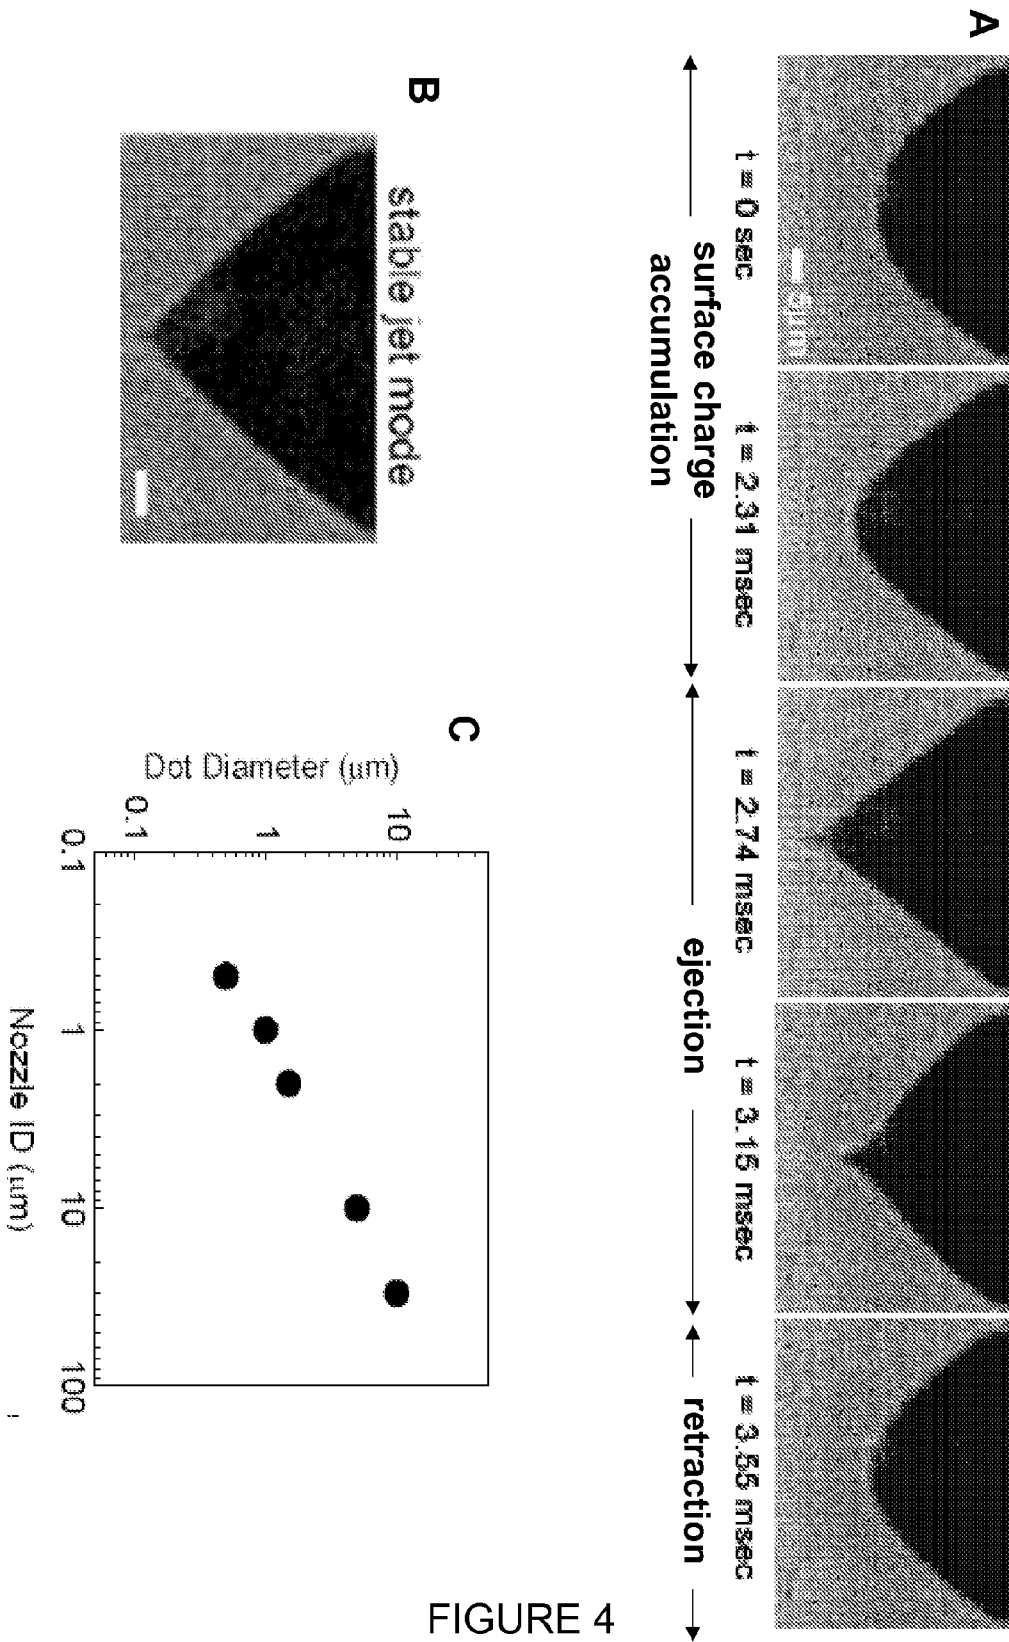 A
5μm
t = 0 sec
t = 2.31 msec
t = 2.74 msec
t = 3.15 msec
t = 3.55 msec
surface charge
accumulation
ejection
retraction
B
stable jet mode
C
Dot Diameter (μm)
10
1
0.1
0.1
1
10
100
Nozzle ID (μm)
FIGURE 4